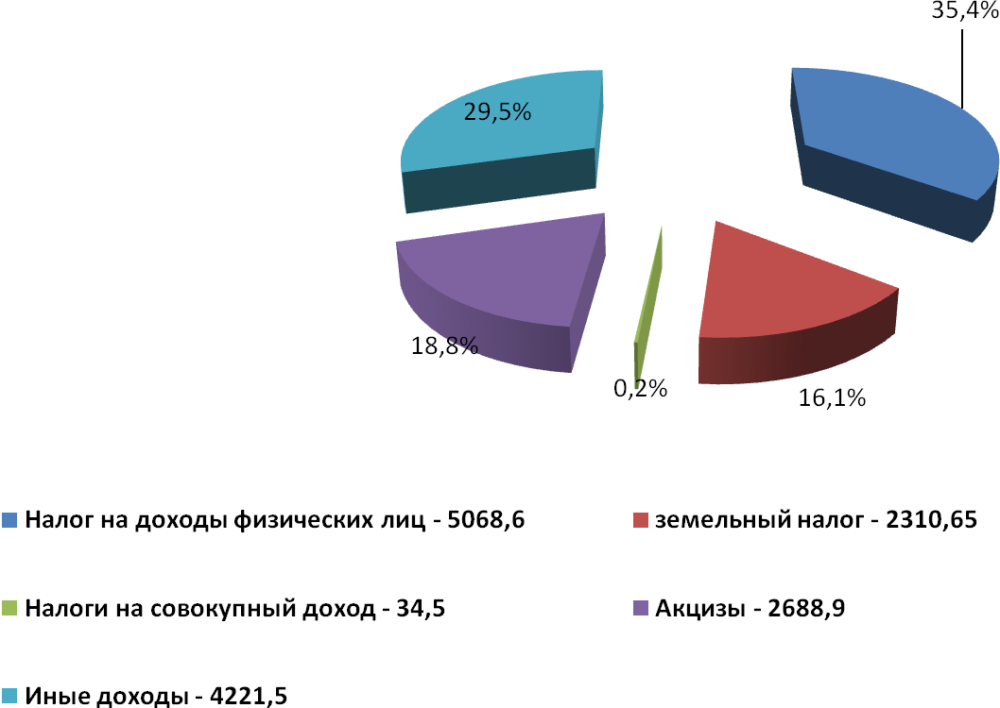 35,4%
29,5%
18,8%
0,2%
16,1%
Налог на доходы физических лиц - 5068,6
земельный налог - 2310,65
Налоги на совокупный доход - 34,5
Акцизы - 2688,9
Иные доходы - 4221,5